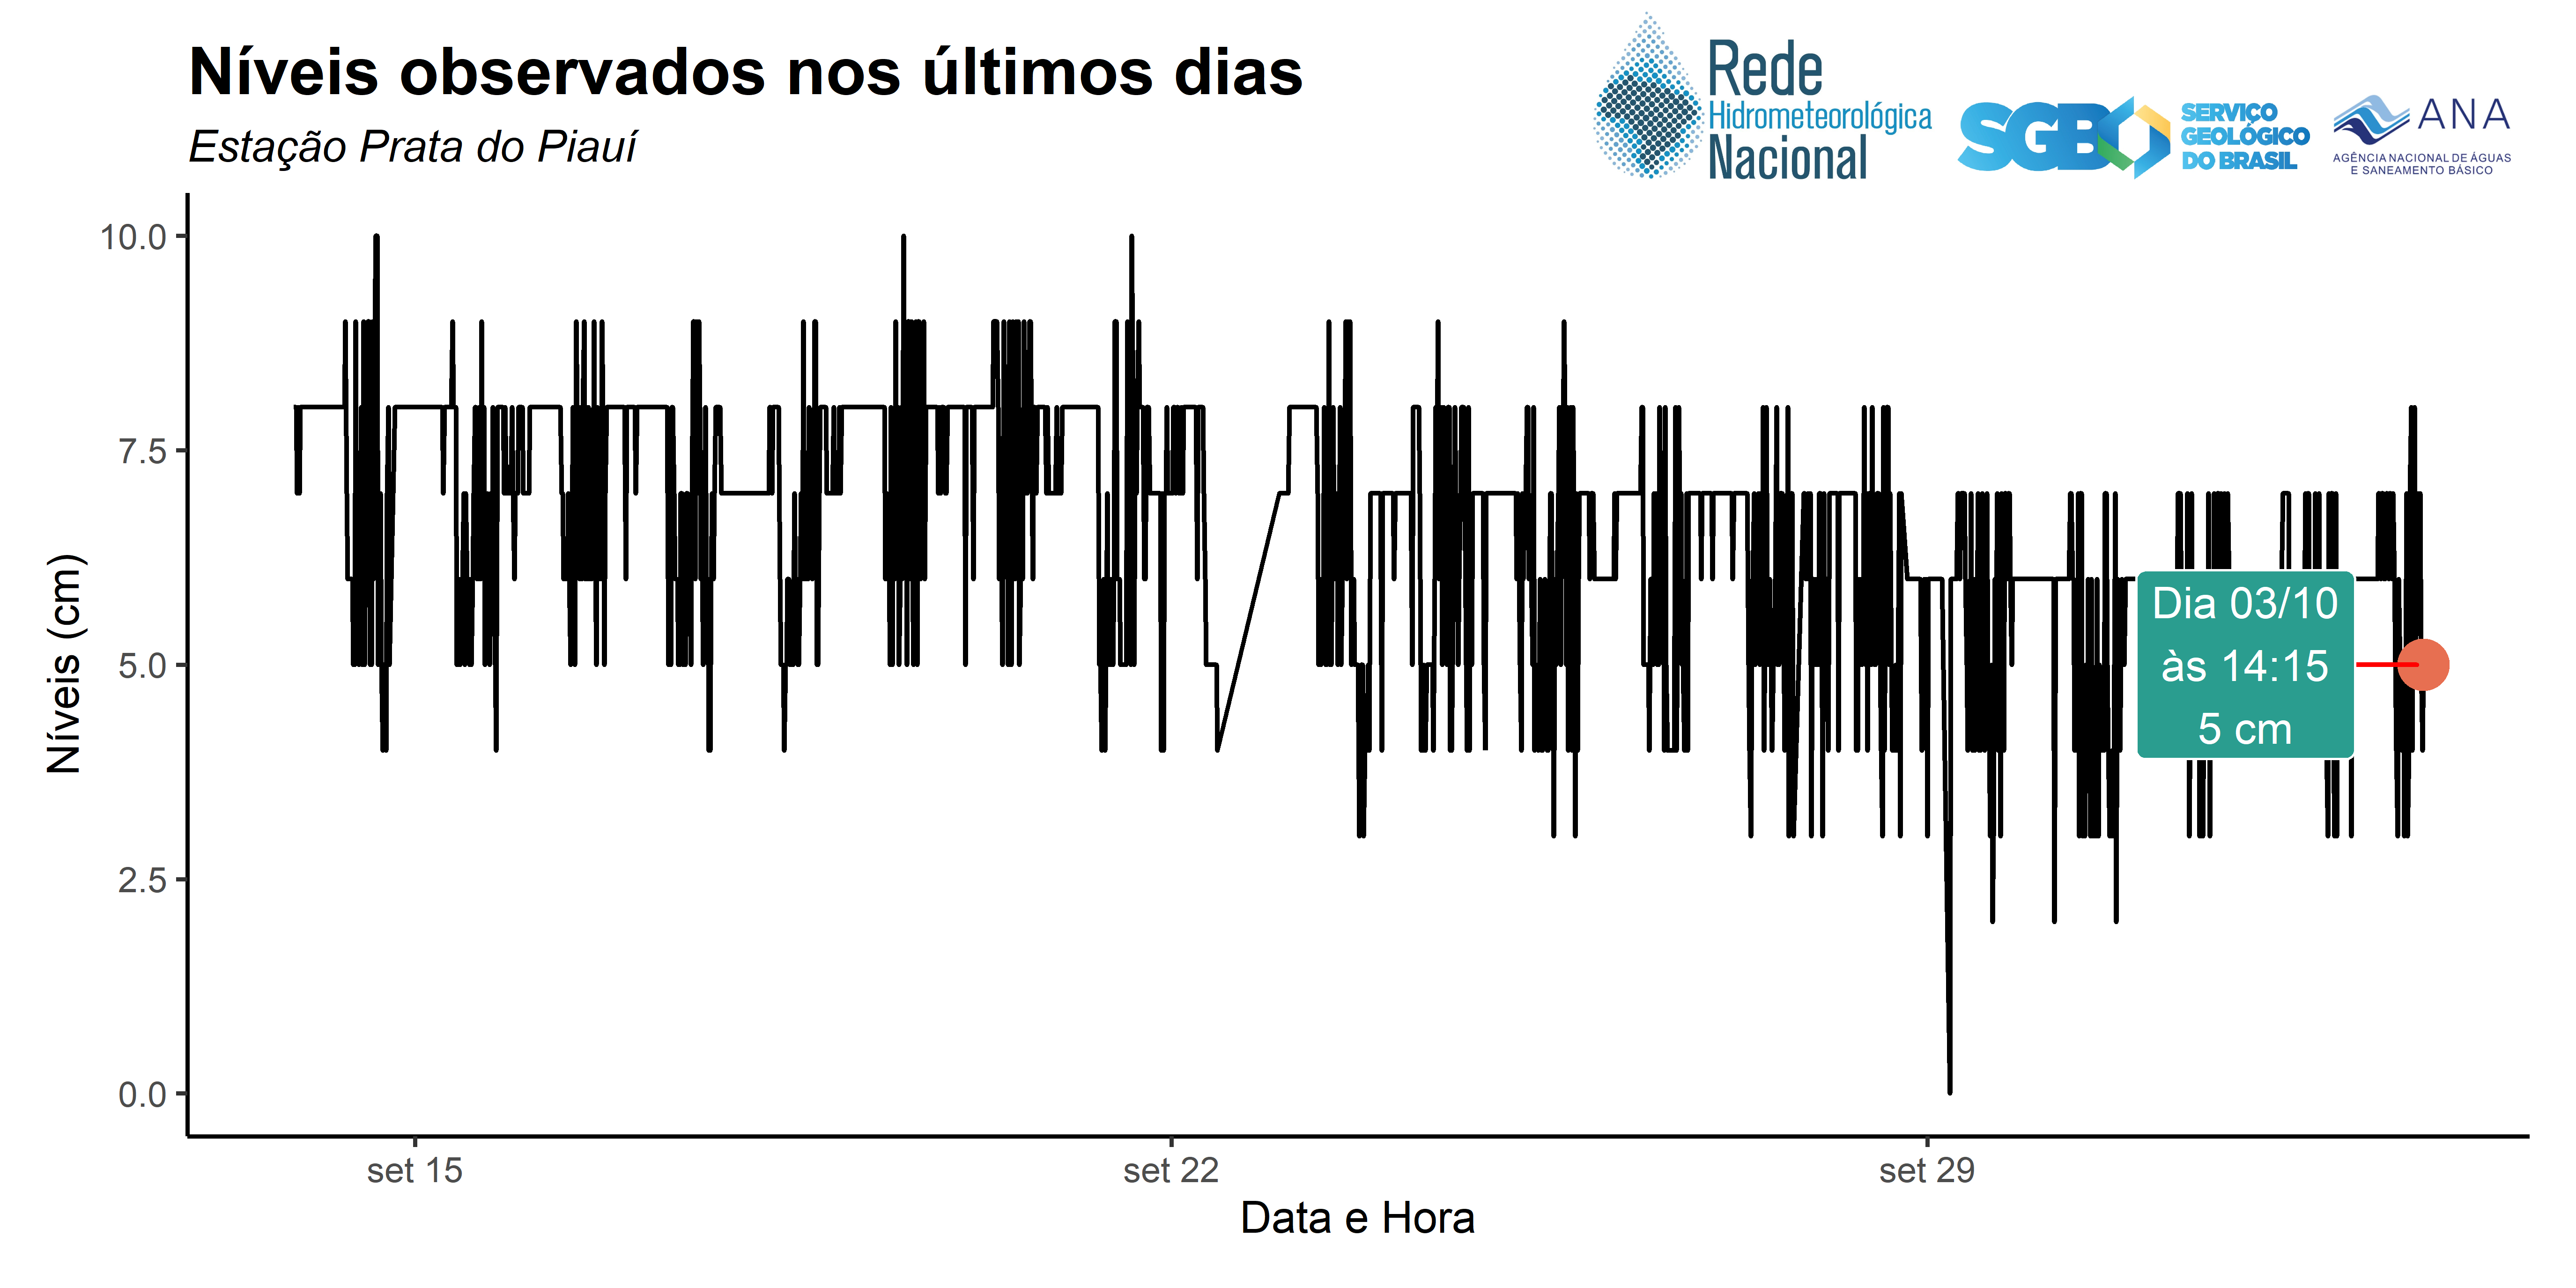 Níveis observados nos últimos dias
Estação Prata do Piauí
Rede
Hidrometeorológica
Nacional
SGB
SERVIÇO
GEOLÓGICO
DO BRASIL
ANA
AGÊNCIA NACIONAL DE ÁGUAS
E SANEAMENTO BÁSICO
Níveis (cm)
10.0
7.5
5.0
2.5
0.0
Dia 03/10
às 14:15
5 cm
set 15
set 22
set 29
Data e Hora